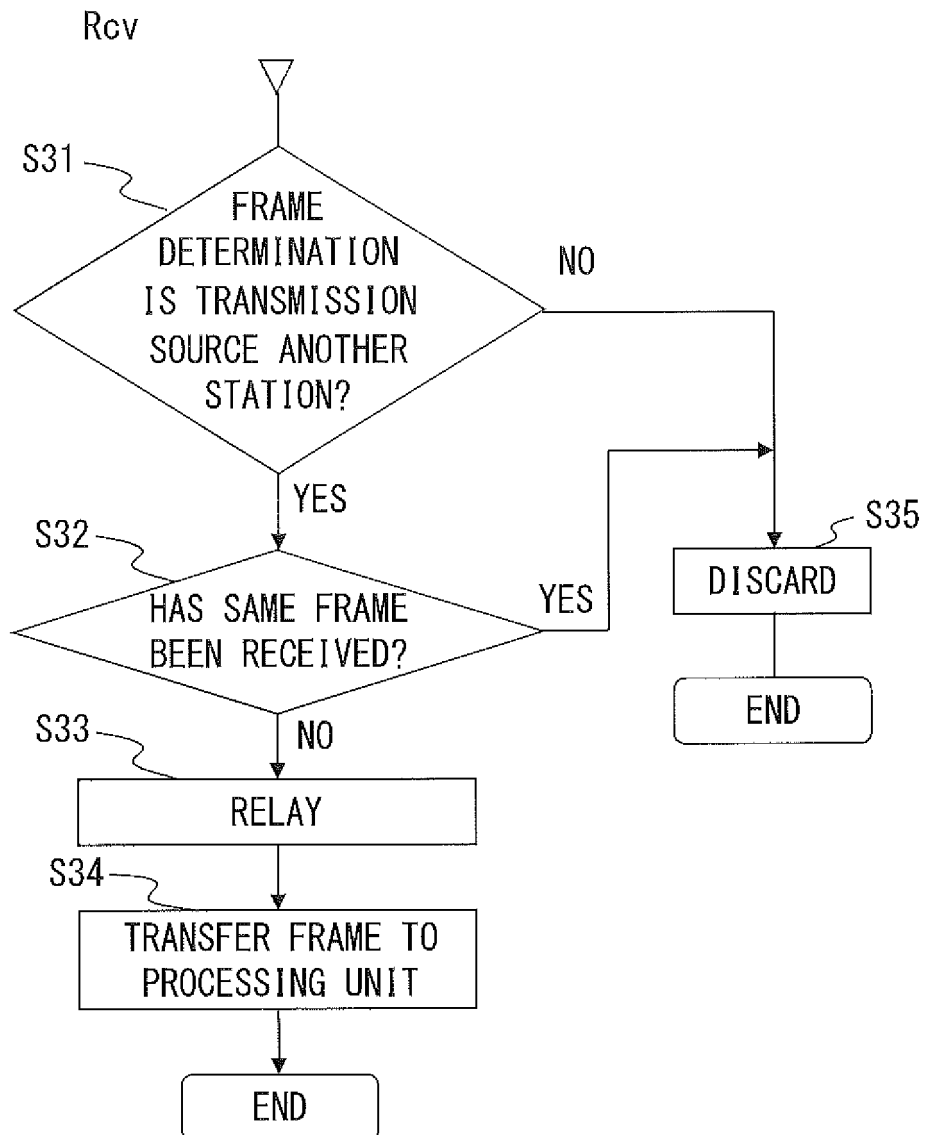 Rcv
S31
FRAME
DETERMINATION
IS TRANSMISSION
SOURCE ANOTHER
STATION?
NO
YES
S32
HAS SAME FRAME
BEEN RECEIVED?
YES
S35
DISCARD
END
NO
S33
RELAY
S34
TRANSFER FRAME TO
PROCESSING UNIT
END